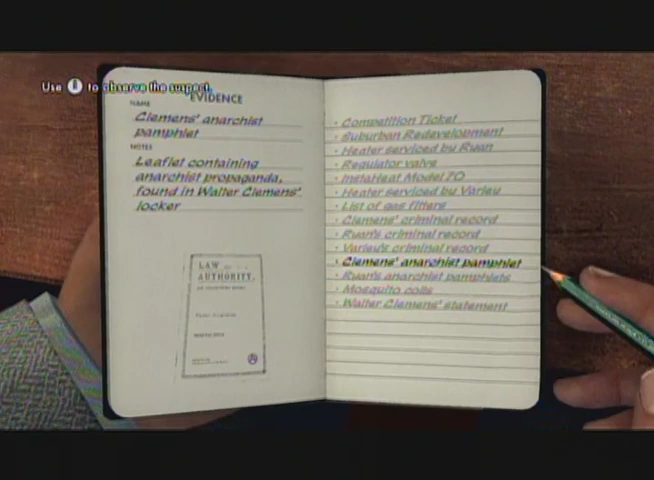 Use to observe the suspect.
EVIDENCE
NAME
Clemens' anarchist
pamphlet
NOTES
Leaflet containing
anarchist propaganda,
found in Walter Clemens'
locker
LAW
AUTHORITY
• Competition Ticket
• Suburban Redevelopment
• Heater serviced by Ryan
• Regulator valve
• InstaHeat Model 70
• Heater serviced by Varley
• List of gas fitters
• Clemens' criminal record
• Ryan's criminal record
• Varley's criminal record
• Clemens' anarchist pamphlet
• Ryan's anarchist pamphlets
• Mosquito coils
• Walter Clemens' statement